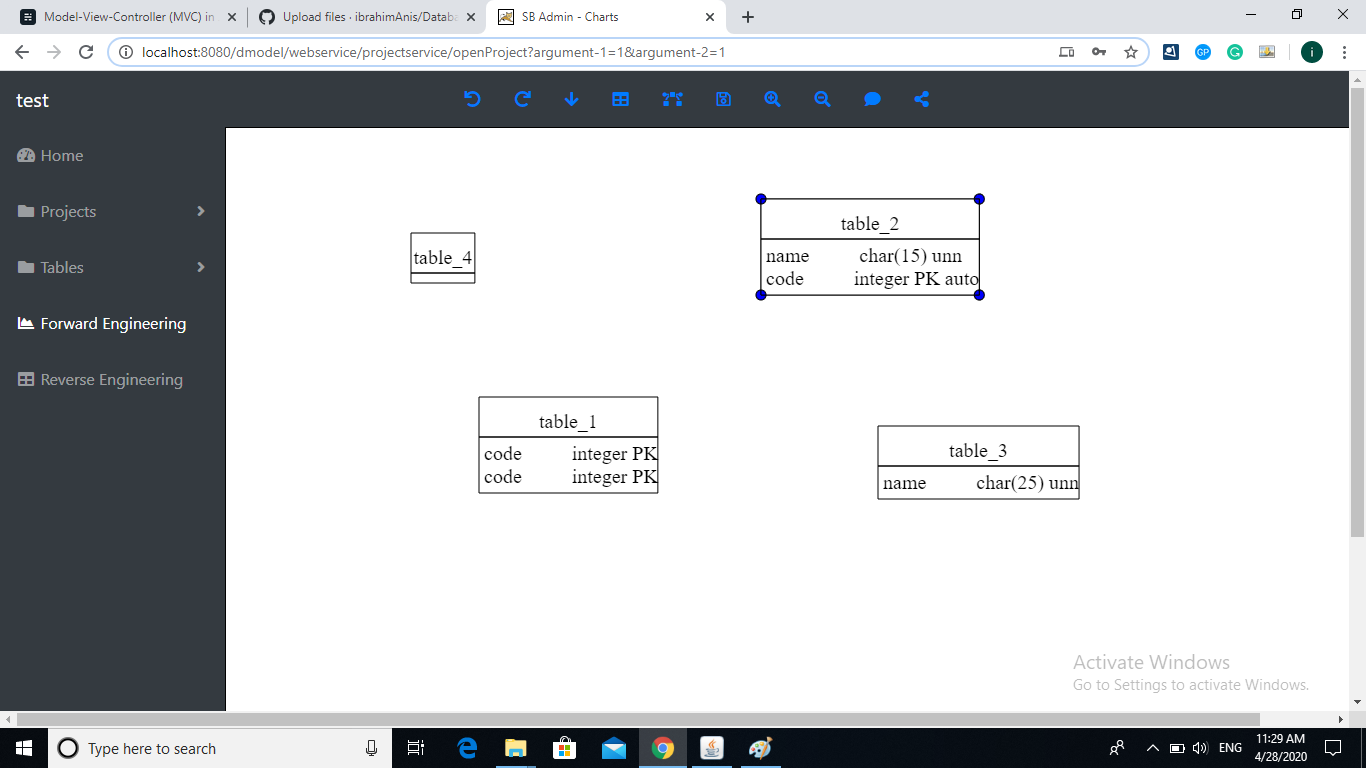 Model-View-Controller (MVC) in
Upload files · ibrahimAnis/Databa
SB Admin - Charts
localhost:8080/dmodel/webservice/projectservice/openProject?argument-1=1&argument-2=1
GP
G
i
test
Home
Projects
Tables
Forward Engineering
Reverse Engineering
table_4
table_2
name char(15) unn
code integer PK auto
table_1
code integer PK
code integer PK
table_3
name char(25) unn
Activate Windows
Go to Settings to activate Windows.
Type here to search
ENG
11:29 AM
4/28/2020